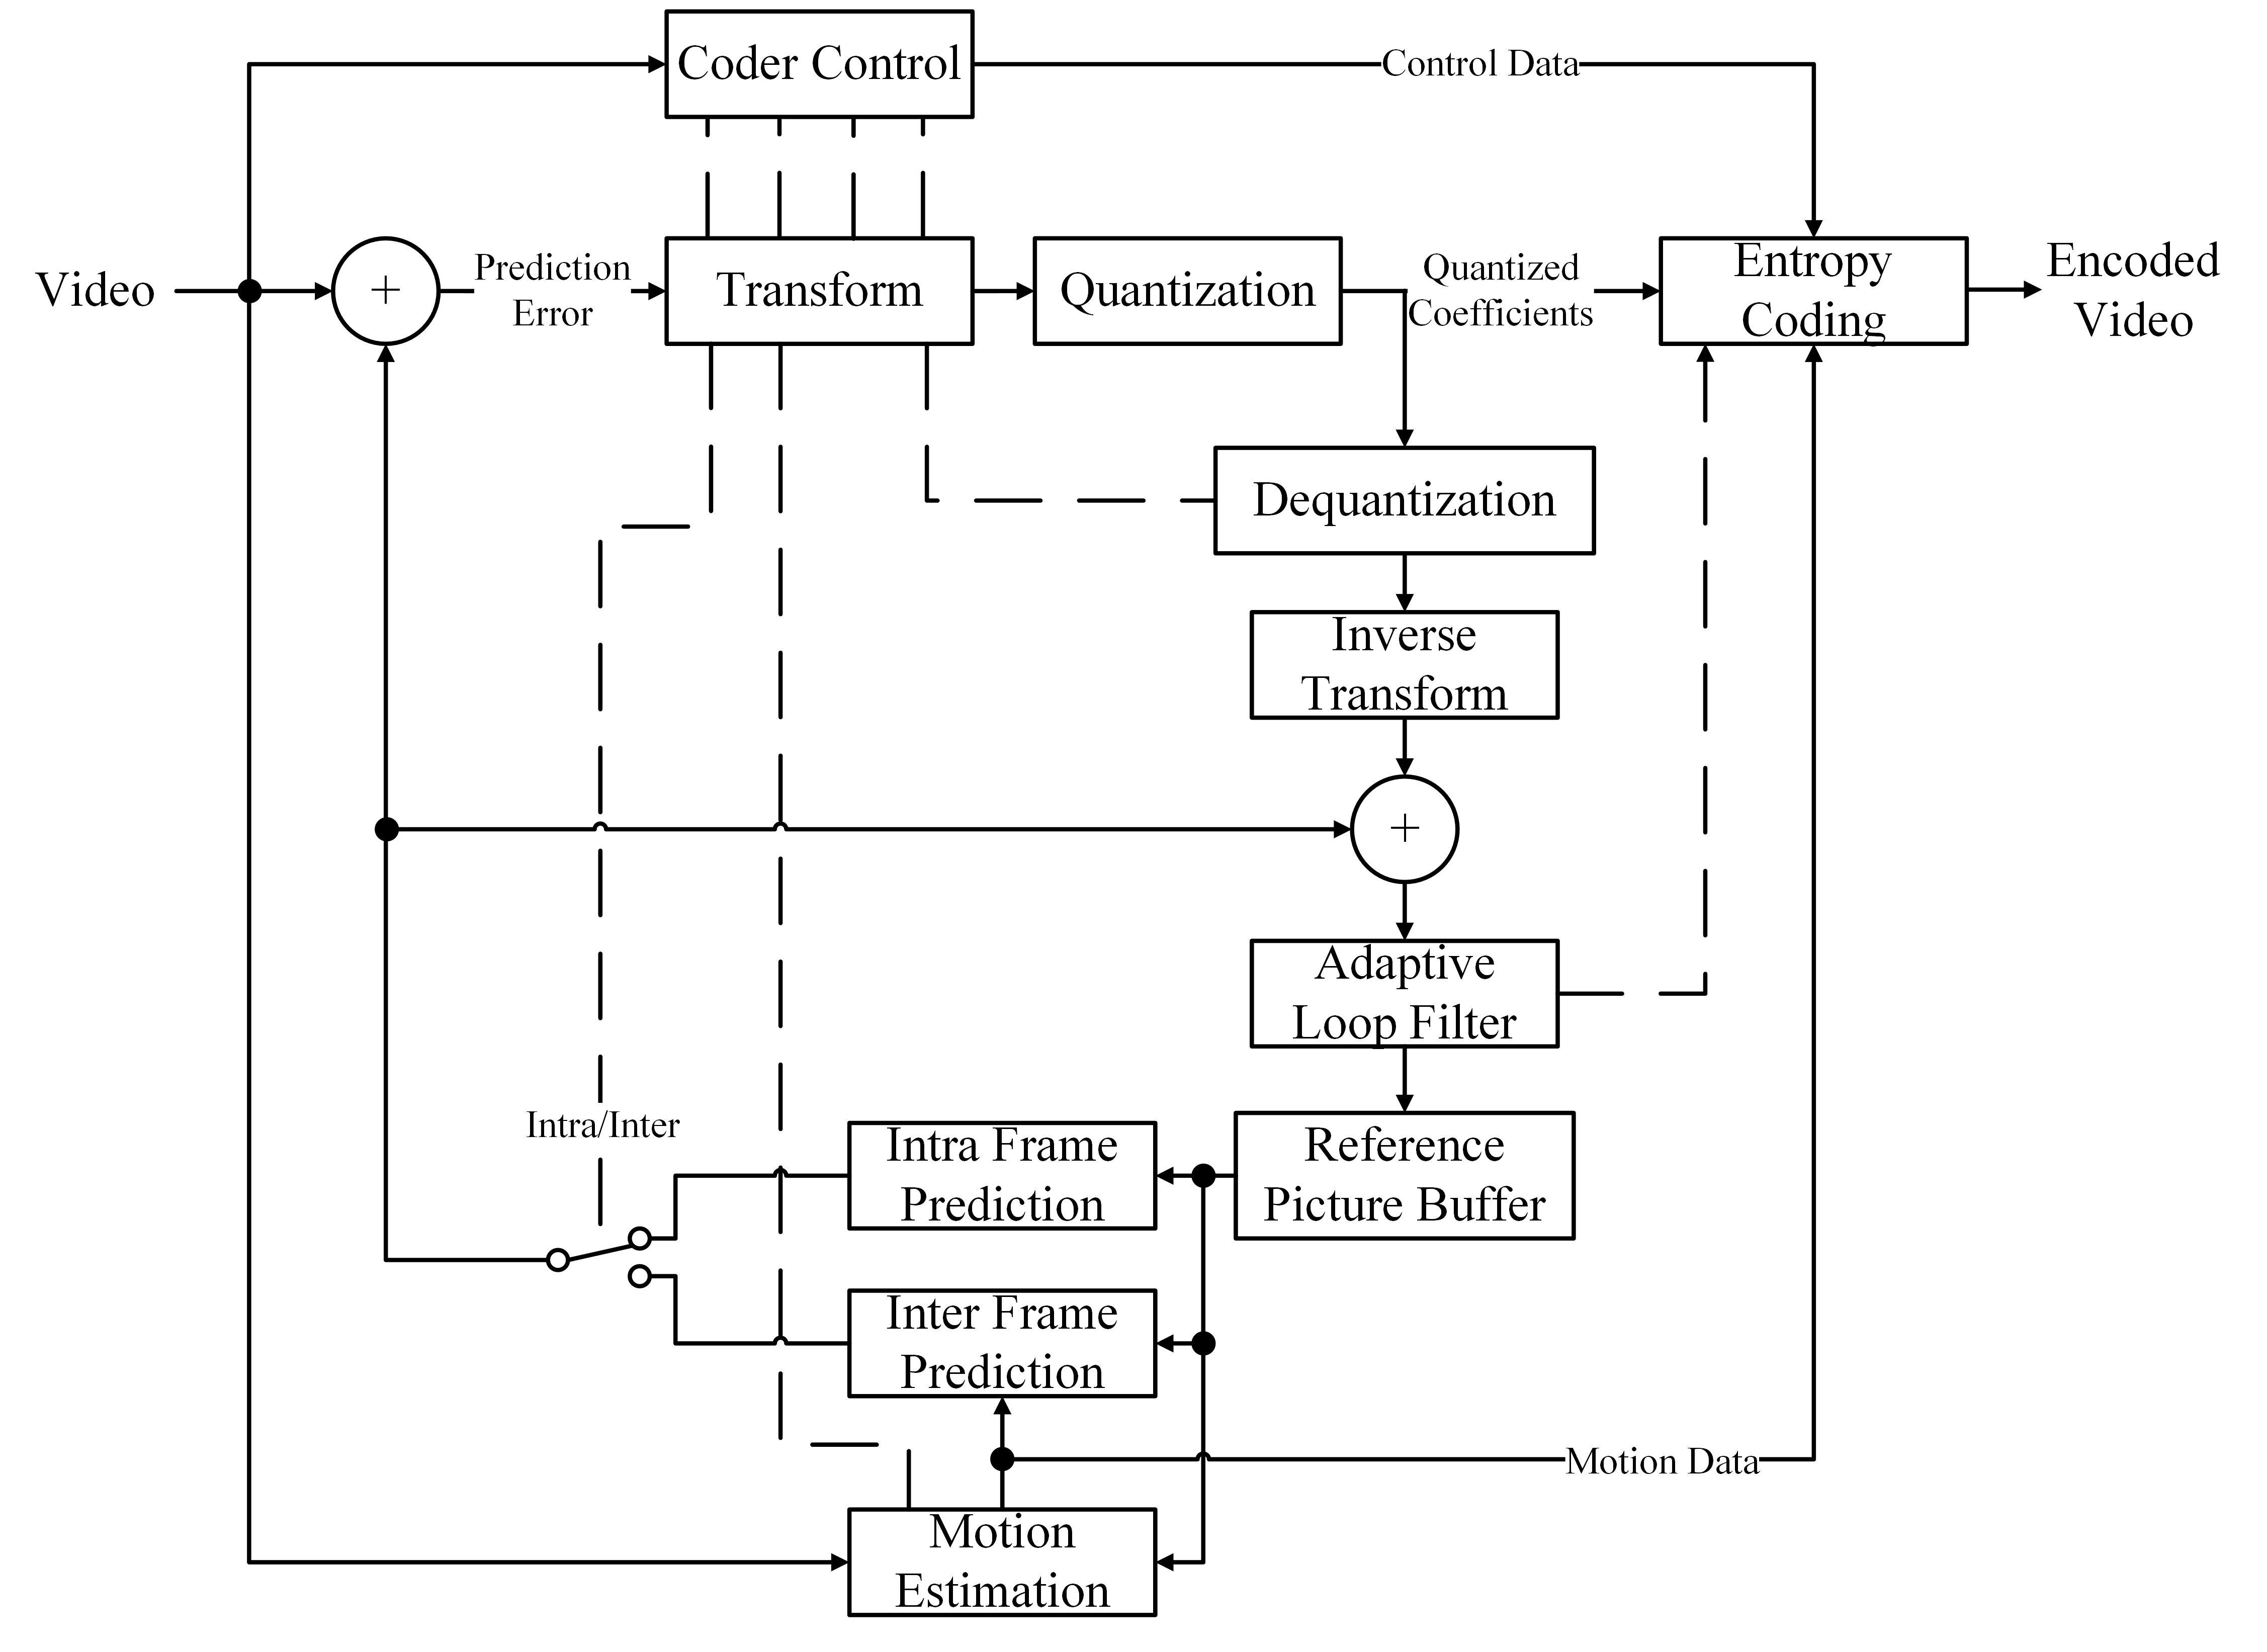 Coder Control
Control Data
Video
+
Prediction
Error
Transform
Quantization
Quantized
Coefficients
Entropy
Coding
Encoded
Video
Dequantization
Inverse
Transform
+
Adaptive
Loop Filter
Intra/Inter
Intra Frame
Prediction
Reference
Picture Buffer
Inter Frame
Prediction
Motion Data
Motion
Estimation